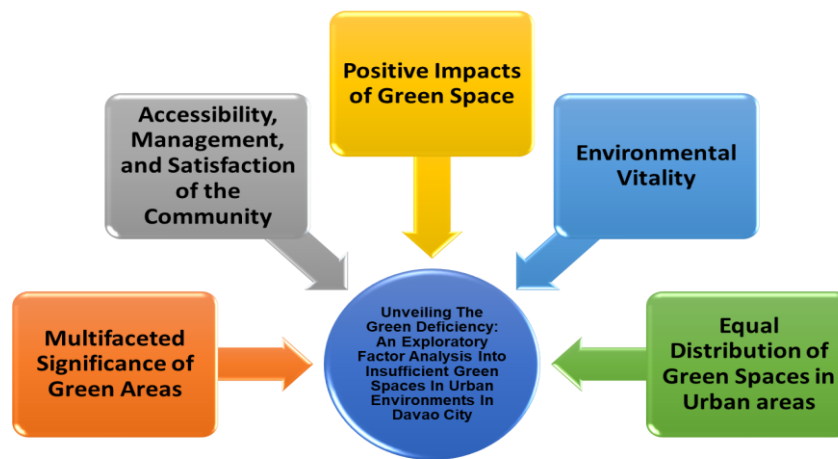 Positive Impacts
of Green Space
Accessibility,
Management,
and Satisfaction
of the
Community
Environmental
Vitality
Multifaceted
Significance of
Green Areas
Unveiling The
Green Deficiency:
An Exploratory
Factor Analysis Into
Insufficient Green
Spaces In Urban
Environments In
Davao City
Equal
Distribution of
Green Spaces in
Urban areas